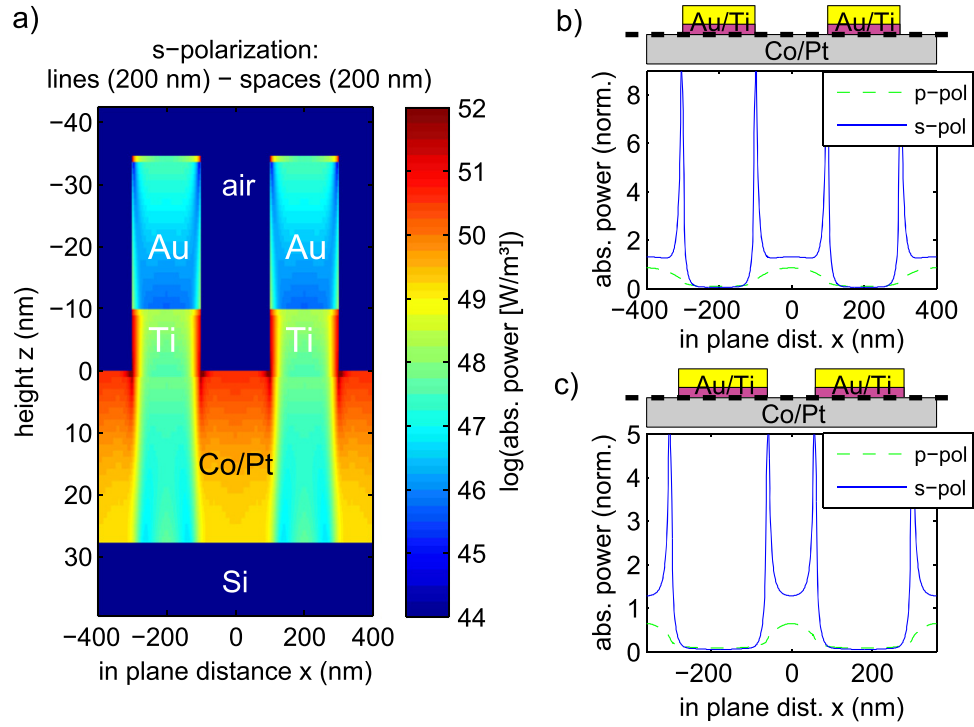 a)
s−polarization:
lines (200 nm) − spaces (200 nm)
−40
−30
−20
−10
0
10
20
30
height z (nm)
air
Au
Au
Ti
Ti
Co/Pt
Si
−400
−200
0
200
400
in plane distance x (nm)
52
51
50
49
48
47
46
45
44
log(abs. power [W/m³])
b)
Au/Ti
Au/Ti
Co/Pt
p−pol
s−pol
8
6
4
2
0
abs. power (norm.)
−400
−200
0
200
400
in plane dist. x (nm)
c)
Au/Ti
Au/Ti
Co/Pt
p−pol
s−pol
5
4
3
2
1
0
abs. power (norm.)
−200
0
200
in plane dist. x (nm)